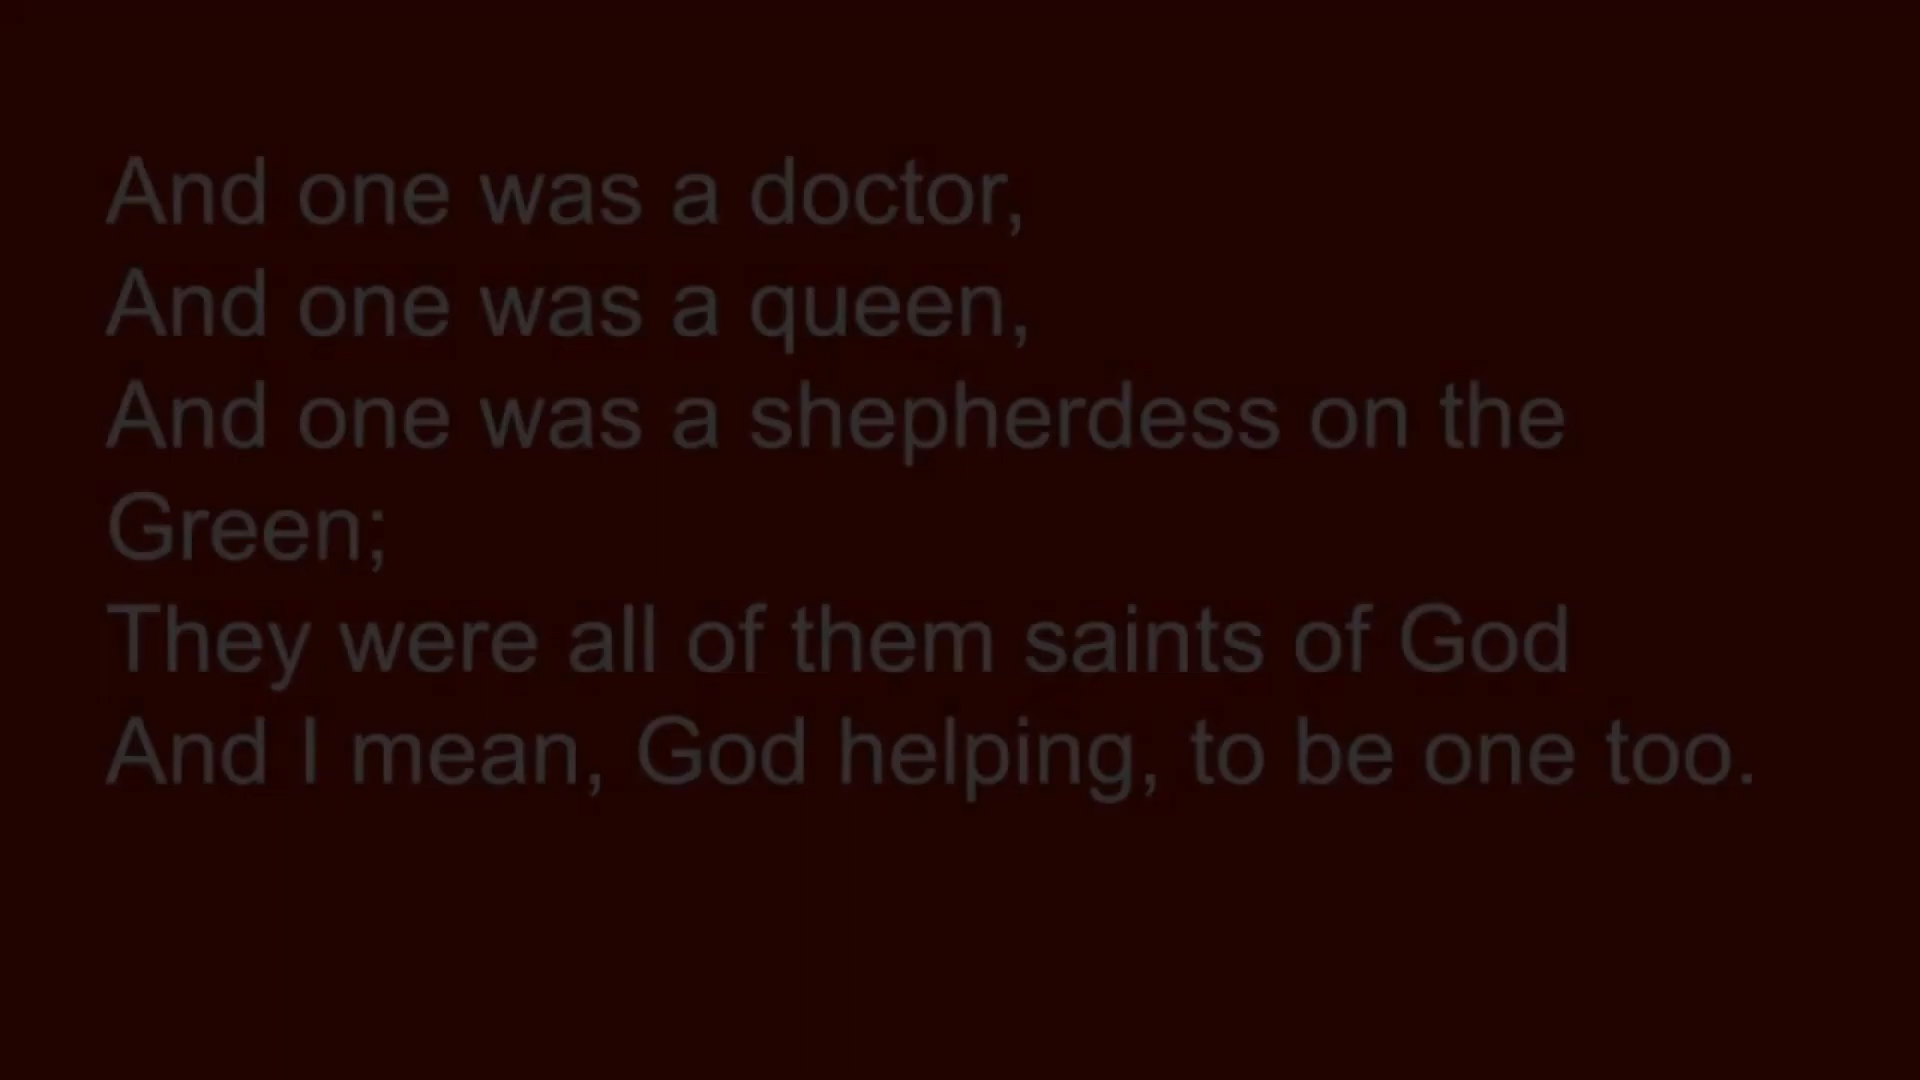 And one was a doctor,
And one was a queen,
And one was a shepherdess on the
Green;
They were all of them saints of God
And I mean, God helping, to be one too.